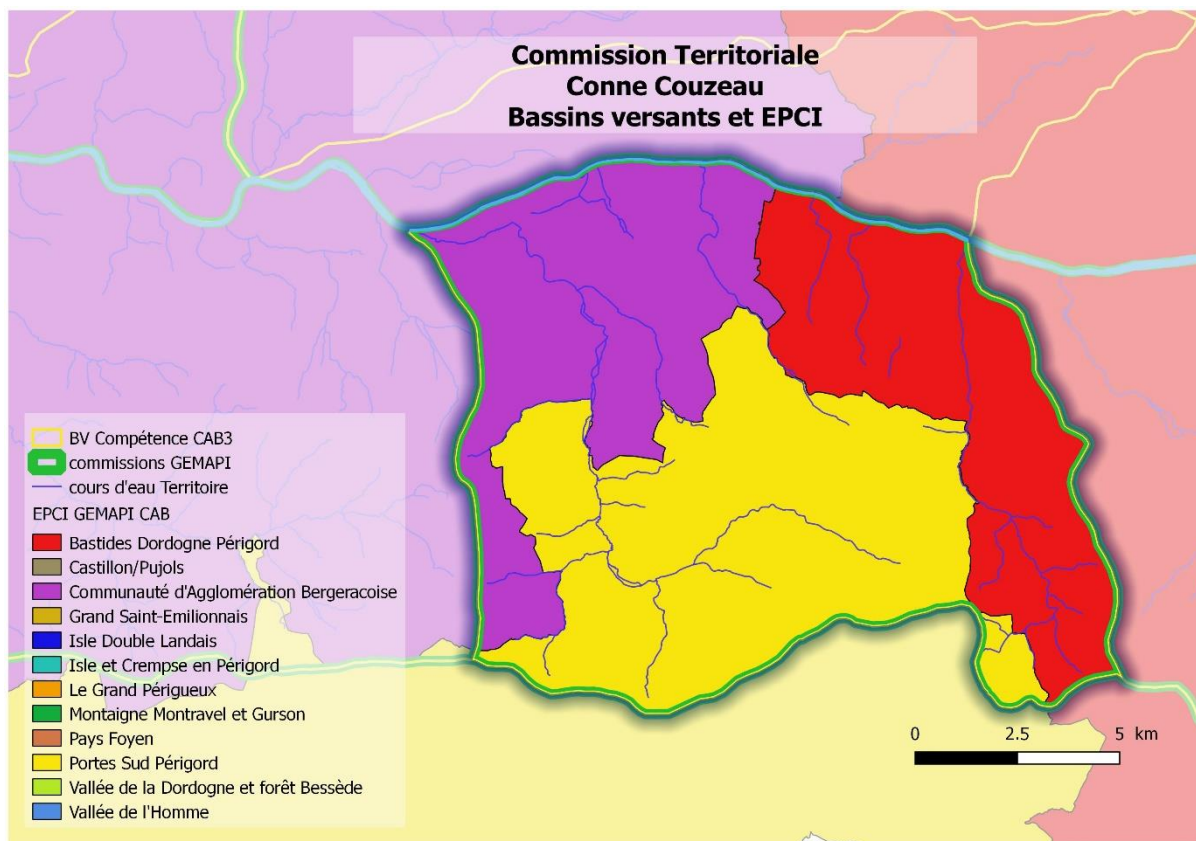 Commission Territoriale
Conne Couzeau
Bassins versants et EPCI
BV Compétence CAB3
commissions GEMAPI
cours d'eau Territoire
EPCI GEMAPI CAB
Bastides Dordogne Périgord
Castillon/Pujols
Communauté d'Agglomération Bergeracoise
Grand Saint-Emilionnais
Isle Double Landais
Isle et Crempse en Périgord
Le Grand Périgueux
Montaigne Montravel et Gurson
Pays Foyen
Portes Sud Périgord
Vallée de la Dordogne et forêt Bessède
Vallée de l'Homme
0 2.5 5 km